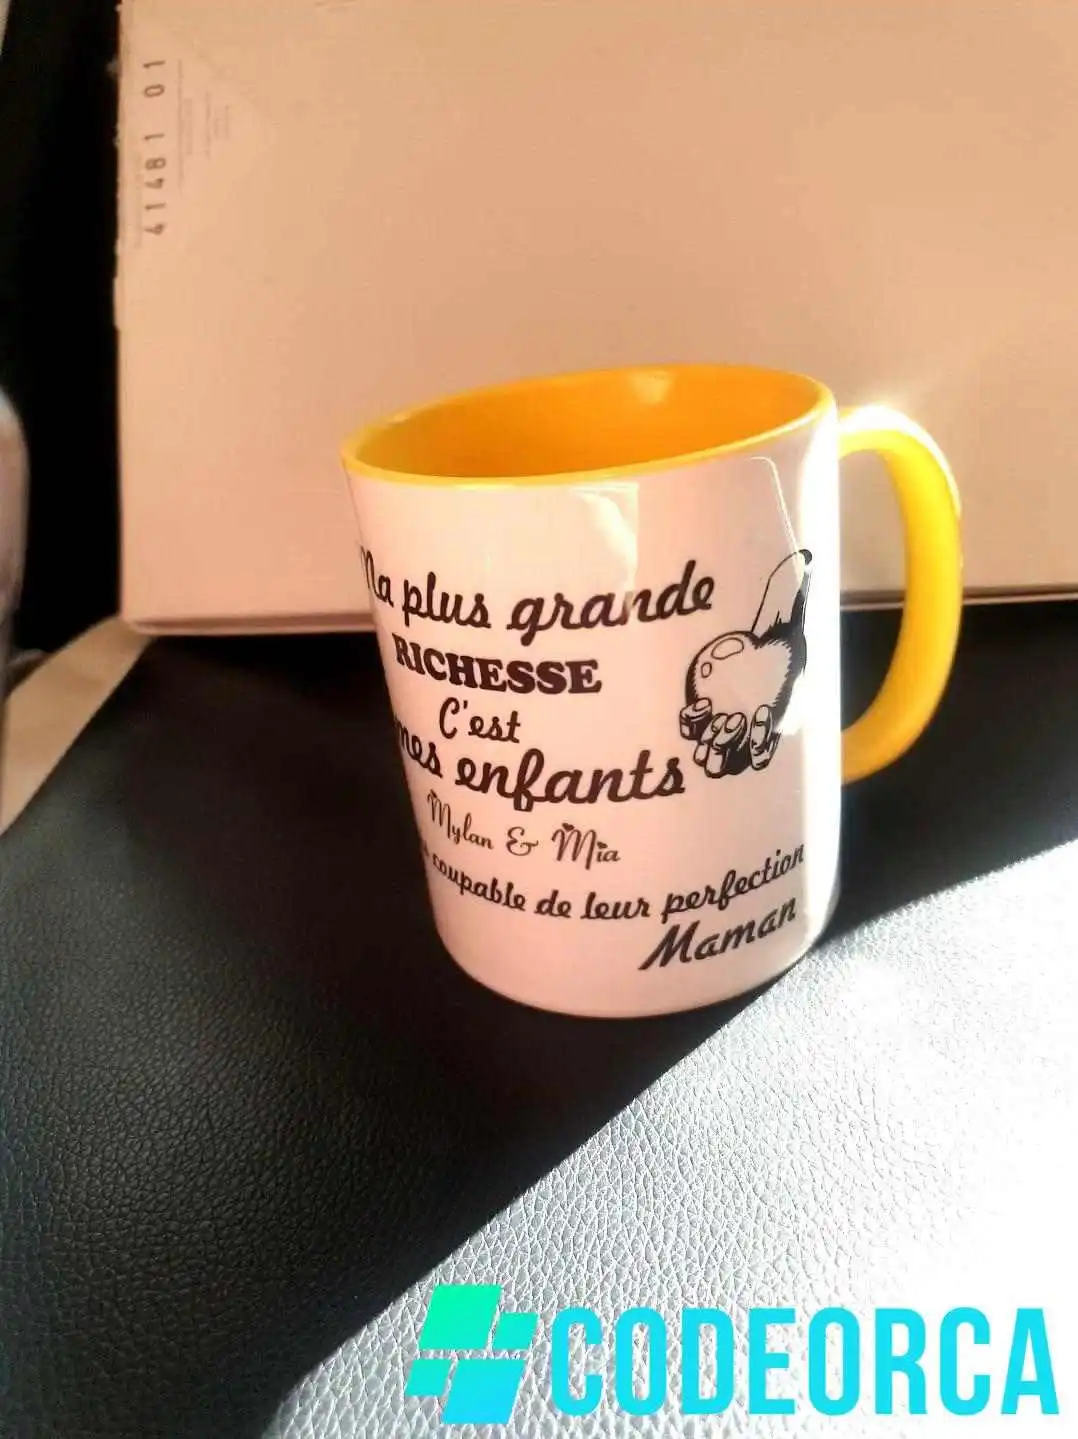 41481 01
Ma plus grande
RICHESSE
C'est
mes enfants
Mylan & Mia
coupable de leur perfection
Maman
CODEORCA